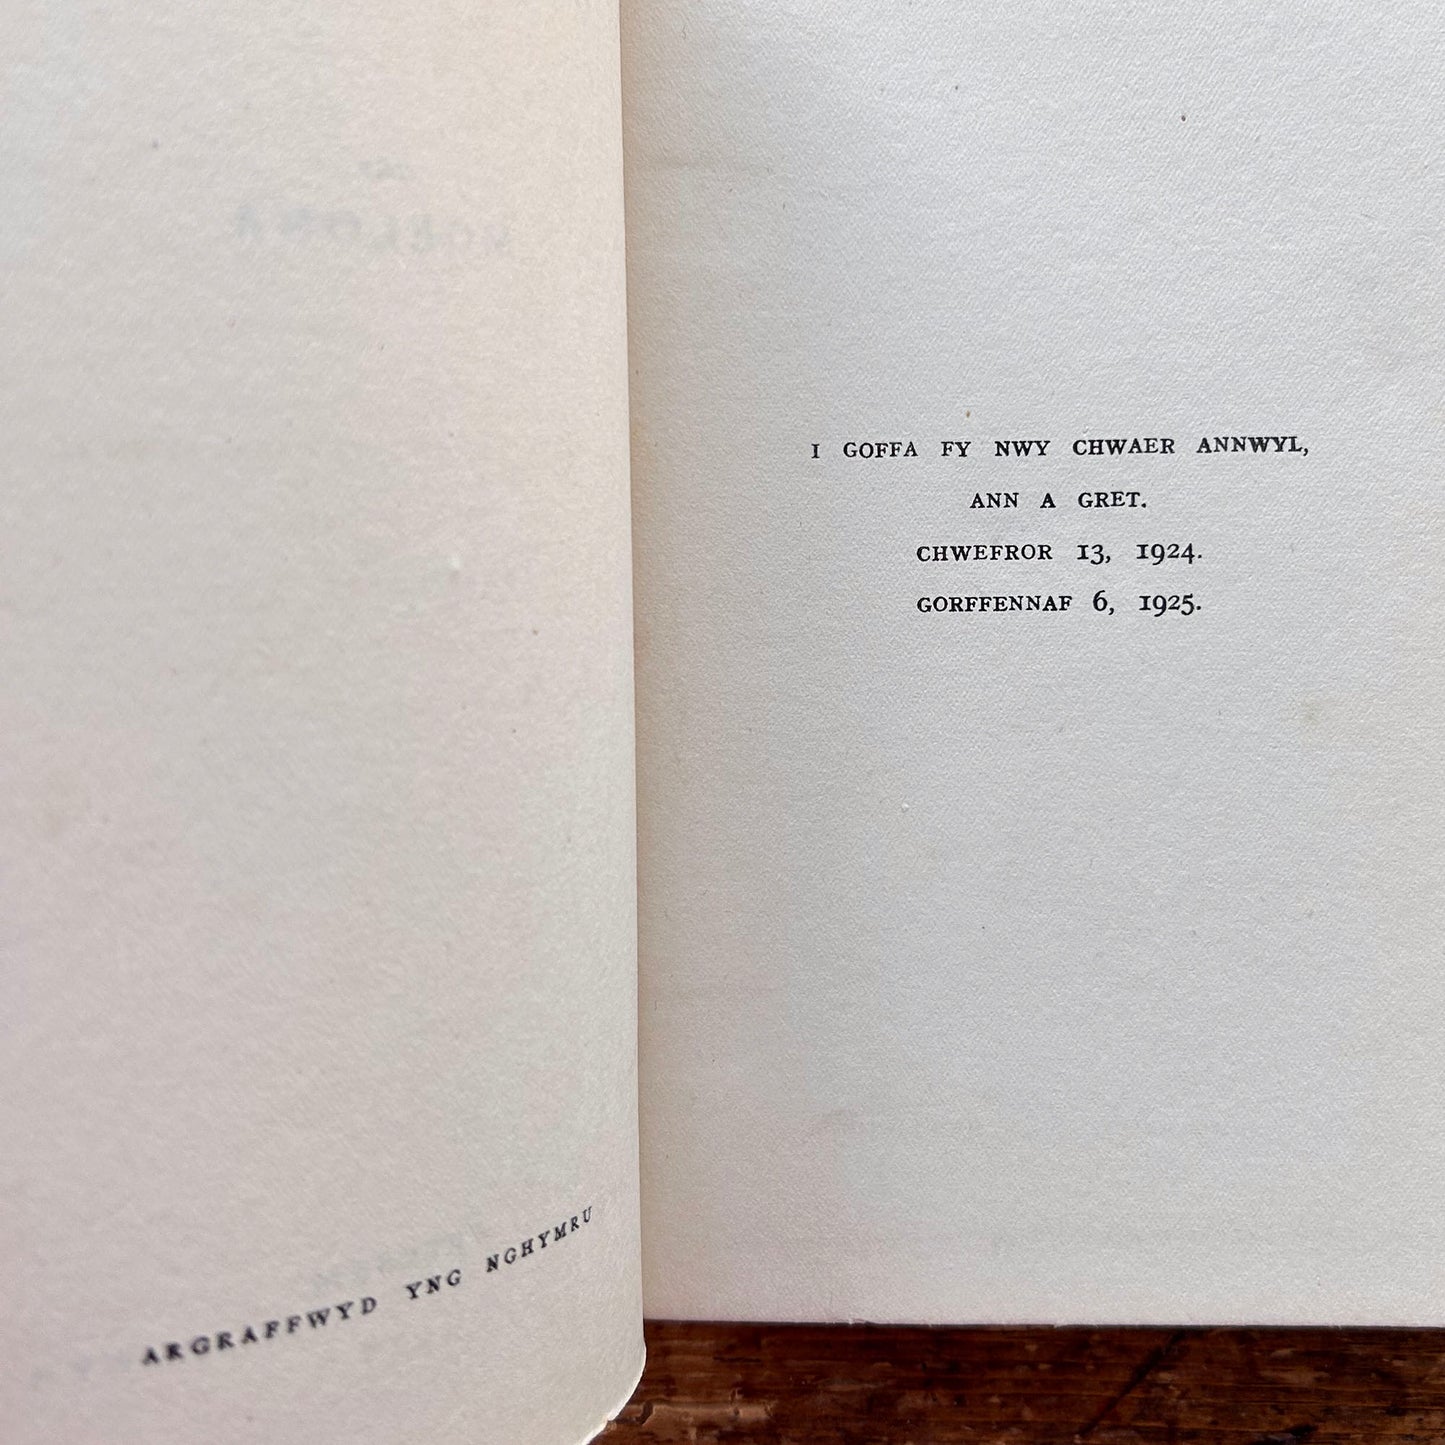 ARGRAFFWYD YNG NGHYMRU
I GOFFA FY NWY CHWAER ANNWYL,
ANN A GRET.
CHWEFROR 13, 1924.
GORFFENNAF 6, 1925.